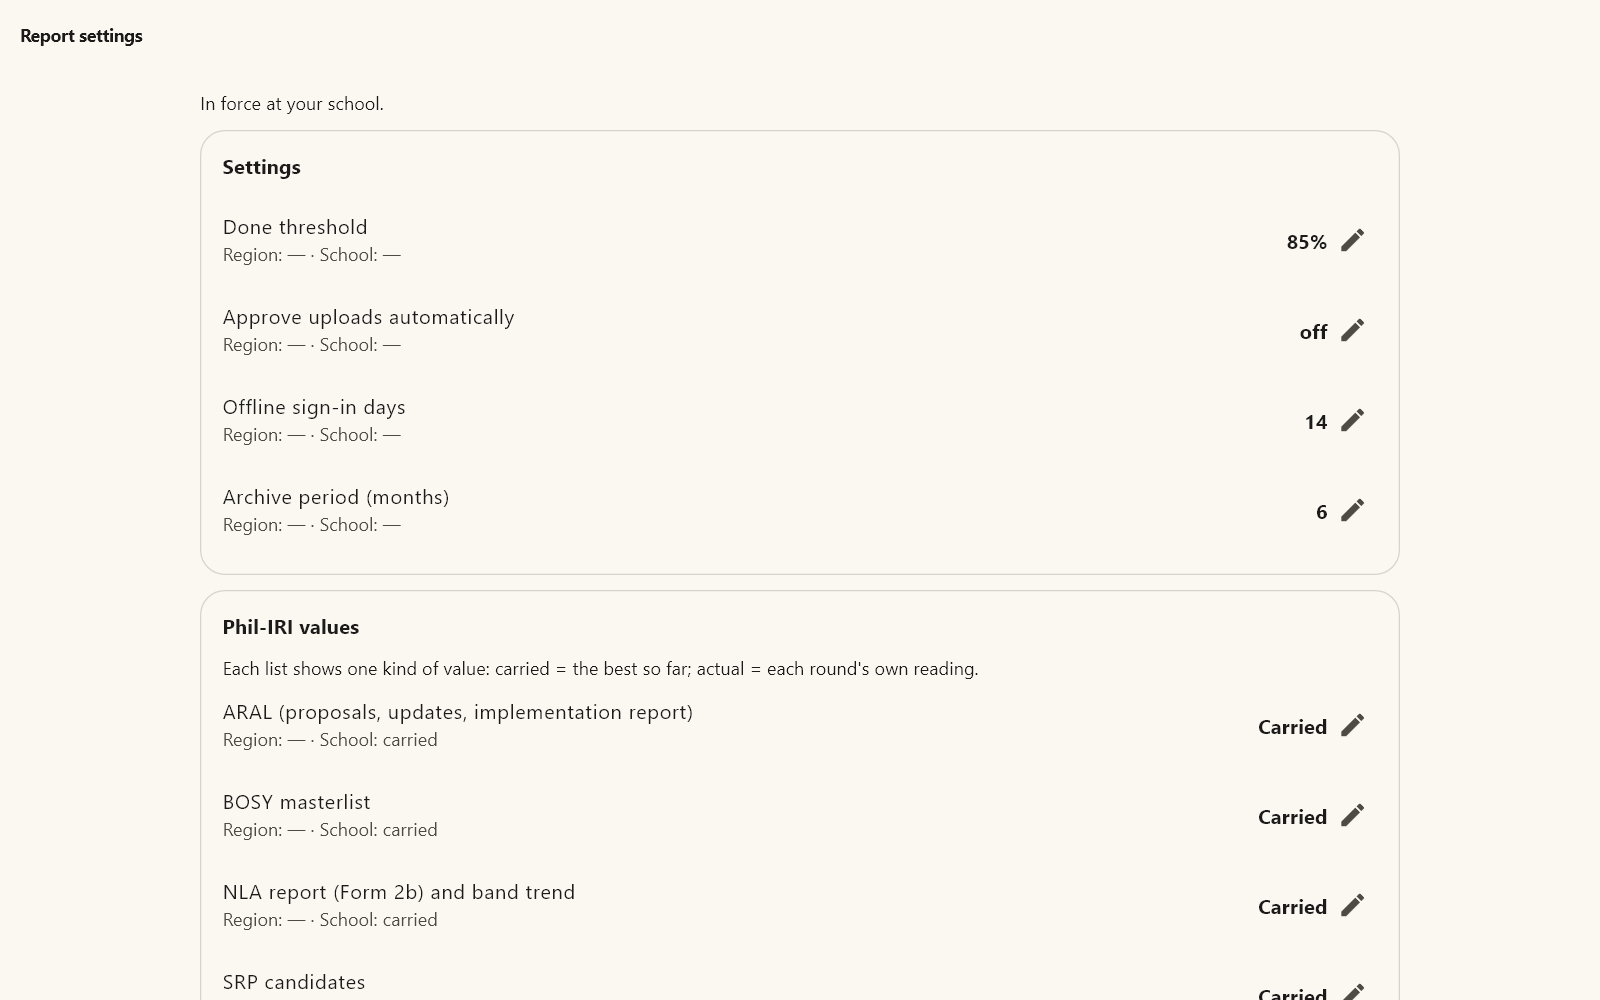 Report settings
In force at your school.
Settings
Done threshold
Region: — · School: —
85%
Approve uploads automatically
Region: — · School: —
off
Offline sign-in days
Region: — · School: —
14
Archive period (months)
Region: — · School: —
6
Phil-IRI values
Each list shows one kind of value: carried = the best so far; actual = each round's own reading.
ARAL (proposals, updates, implementation report)
Region: — · School: carried
Carried
BOSY masterlist
Region: — · School: carried
Carried
NLA report (Form 2b) and band trend
Region: — · School: carried
Carried
SRP candidates
Carried